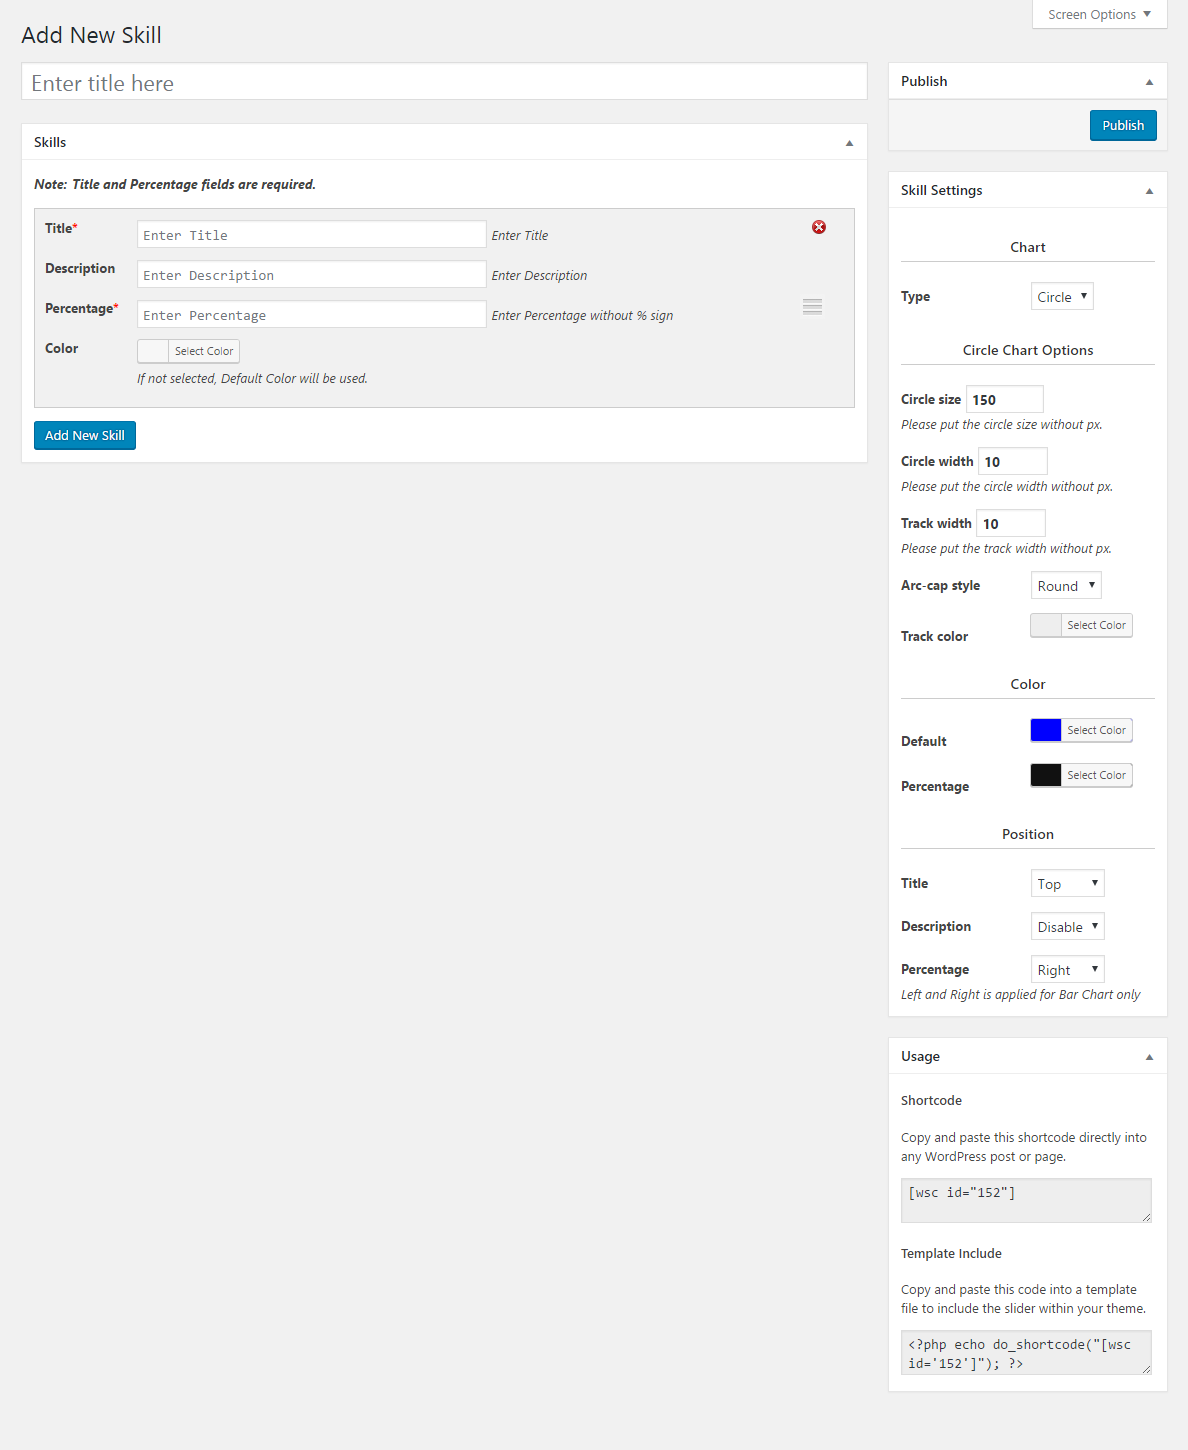 Screen Options
Add New Skill
Enter title here
Skills
Note: Title and Percentage fields are required.
Title*
Enter Title
Enter Title
Description
Enter Description
Enter Description
Percentage*
Enter Percentage
Enter Percentage without % sign
Color
Select Color
If not selected, Default Color will be used.
Add New Skill
Publish
Publish
Skill Settings
Chart
Type
Circle
Circle Chart Options
Circle size
150
Please put the circle size without px.
Circle width
10
Please put the circle width without px.
Track width
10
Please put the track width without px.
Arc-cap style
Round
Track color
Select Color
Color
Default
Select Color
Percentage
Select Color
Position
Title
Top
Description
Disable
Percentage
Right
Left and Right is applied for Bar Chart only
Usage
Shortcode
Copy and paste this shortcode directly into
any WordPress post or page.
[wsc id="152"]
Template Include
Copy and paste this code into a template
file to include the slider within your theme.
<?php echo do_shortcode("[wsc
id='152']"); ?>